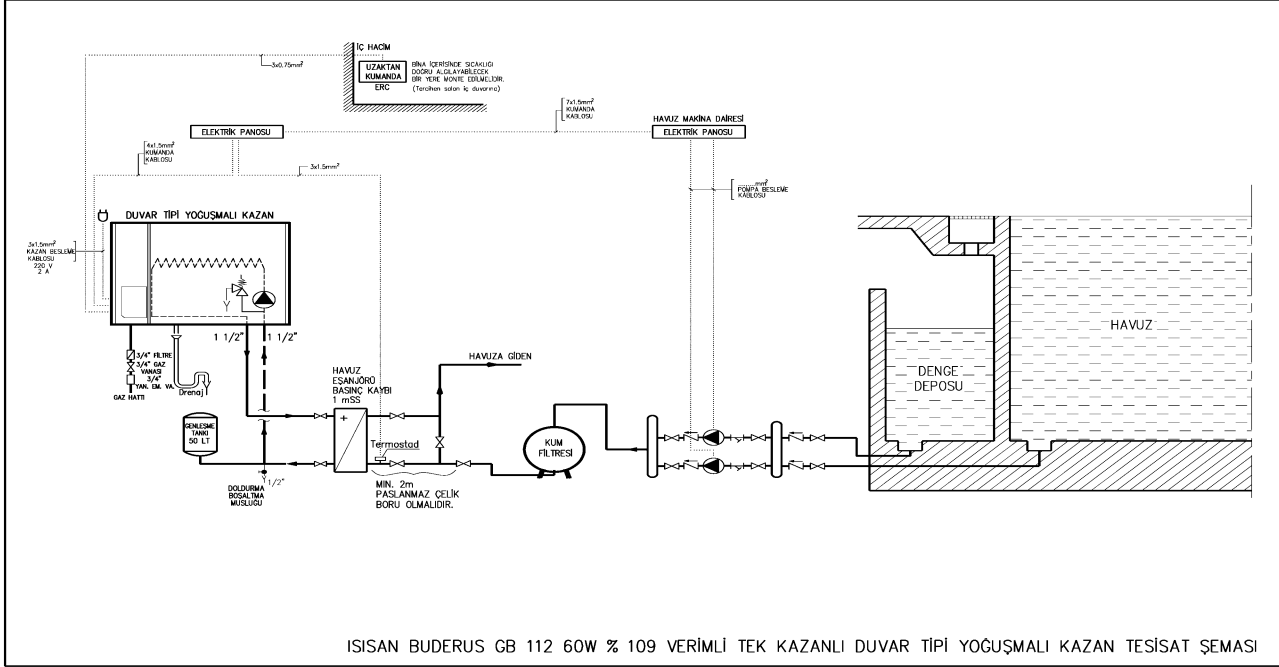 İÇ HACİM
UZAKTAN
KUMANDA
ERC
BİNA İÇERİSİNDE SICAKLIĞI
DOĞRU ALGILAYABİLECEK
BİR YERE MONTE EDİLMELİDİR.
(Tercihen salon iç duvarına)
3x0.75mm²
7x1.5mm²
KUMANDA
KABLOSU
HAVUZ MAKİNA DAİRESİ
ELEKTRİK PANOSU
ELEKTRİK PANOSU
4x1.5mm²
KUMANDA
KABLOSU
3x1.5mm²
mm²
POMPA BESLEME
KABLOSU
DUVAR TİPİ YOĞUŞMALI KAZAN
3x1.5mm²
KAZAN BESLEME
KABLOSU
220 V
2 A
1 1/2"
1 1/2"
3/4" FİLTRE
3/4" GAZ
VANASI
3/4"
YAN. EM. VA.
GAZ HATTI
Drenaj
HAVUZ
EŞANJÖRÜ
BASINÇ KAYBI
1 mSS
HAVUZA GİDEN
HAVUZ
DENGE
DEPOSU
GENLEŞME
TANKI
50 LT
Termostad
KUM
FİLTRESİ
1/2"
DOLDURMA
BOŞALTMA
MUSLUĞU
MIN. 2m
PASLANMAZ ÇELİK
BORU OLMALIDIR.
ISISAN BUDERUS GB 112 60W % 109 VERİMLİ TEK KAZANLI DUVAR TİPİ YOĞUŞMALI KAZAN TESİSAT ŞEMASI